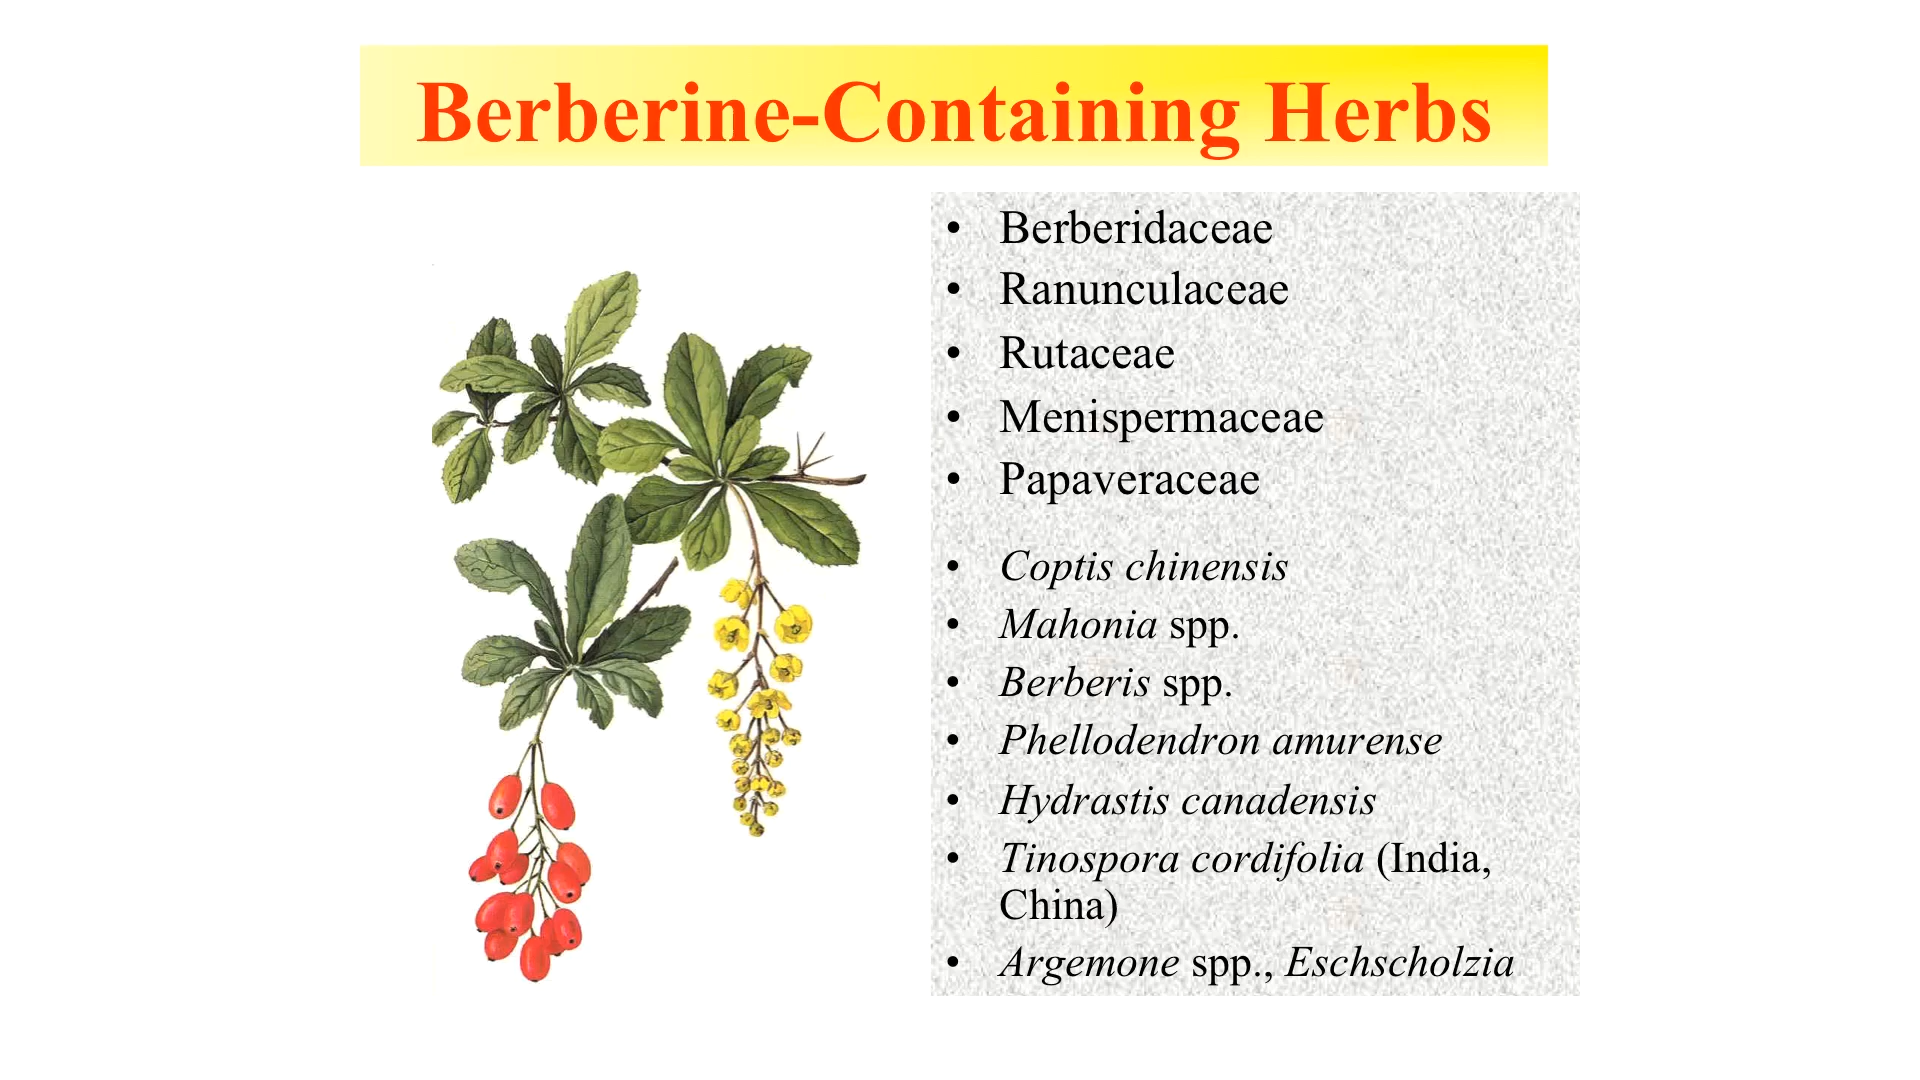 Berberine-Containing Herbs
• Berberidaceae
• Ranunculaceae
• Rutaceae
• Menispermaceae
• Papaveraceae
• Coptis chinensis
• Mahonia spp.
• Berberis spp.
• Phellodendron amurense
• Hydrastis canadensis
• Tinospora cordifolia (India,
China)
• Argemone spp., Eschscholzia